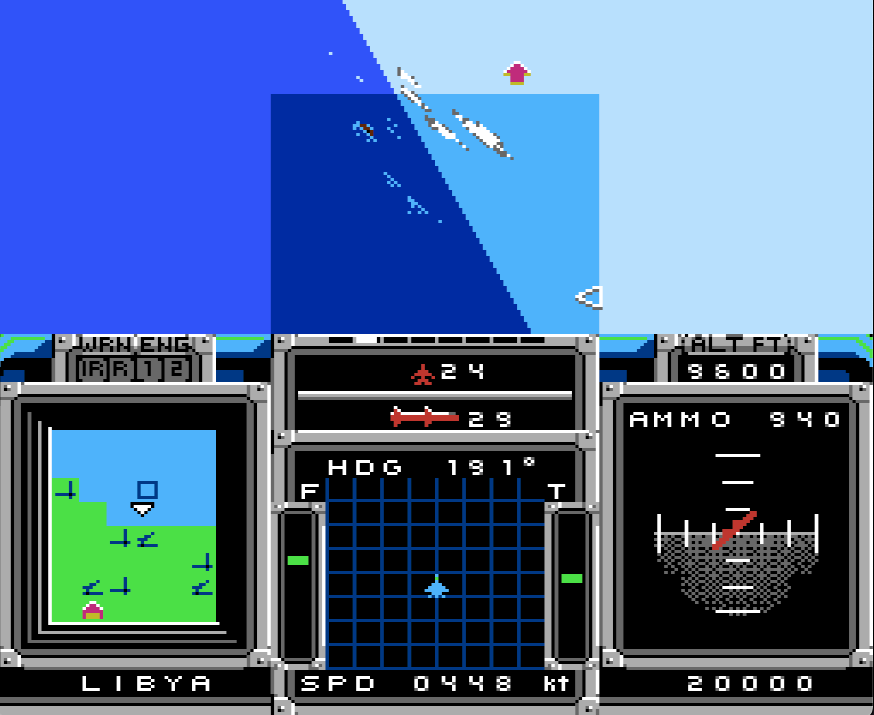 WRN ENG
IR R 1 2
ALT FT
9600
24
29
AMMO 940
HDG 191°
F T
LIBYA
SPD 0448 kt
20000